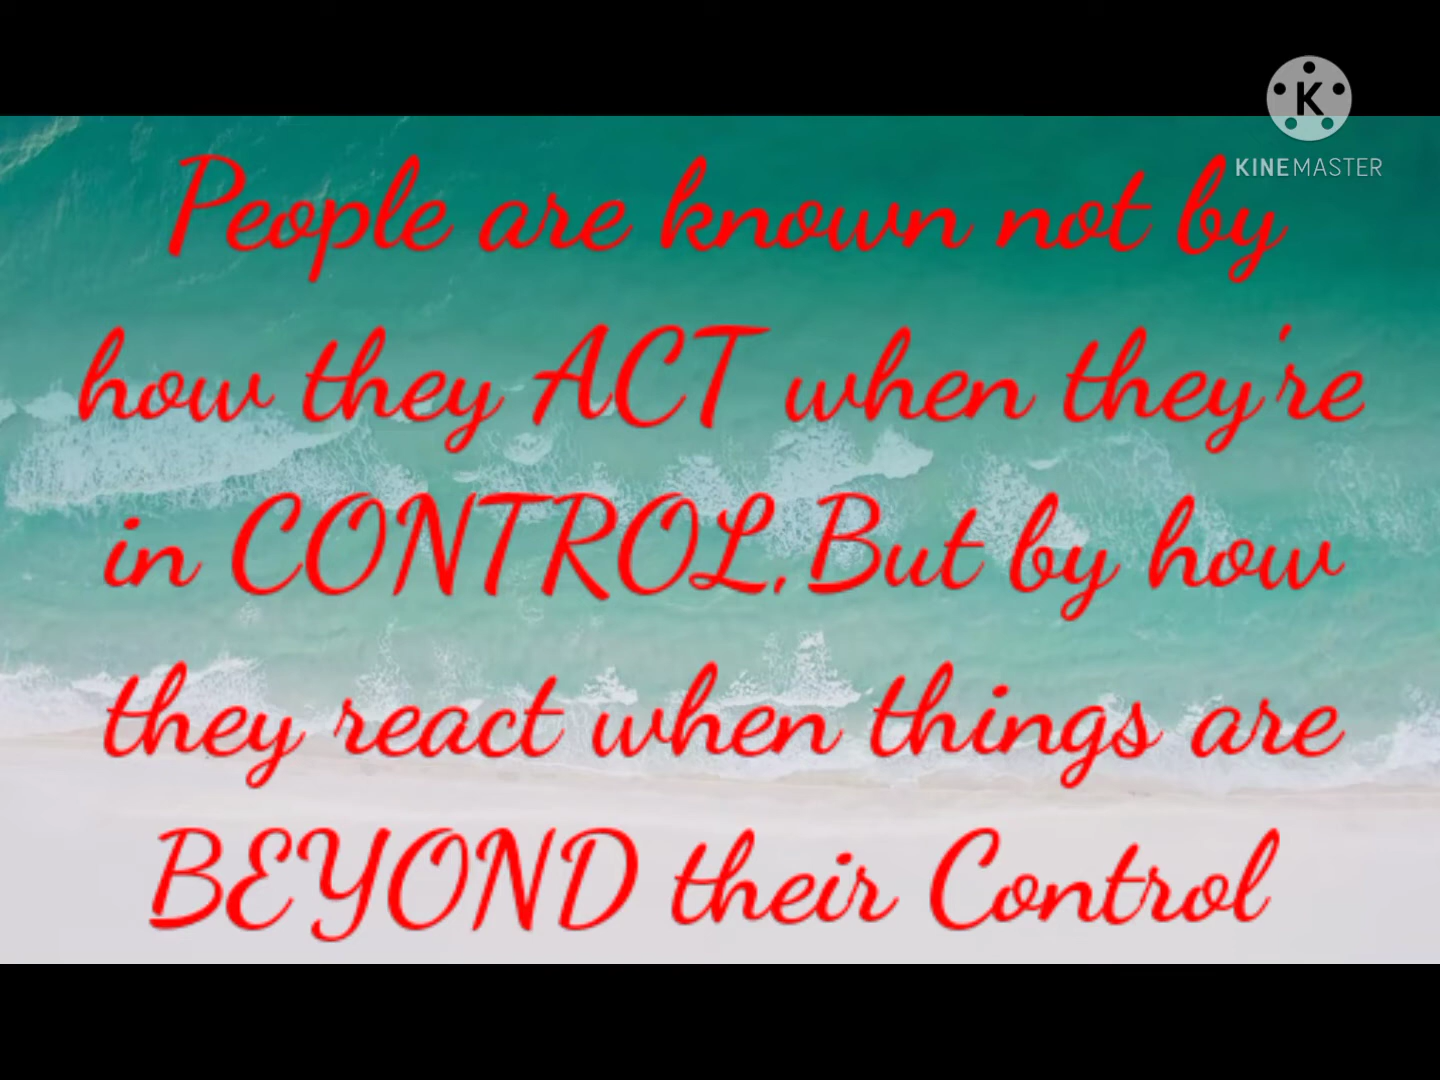 KINEMASTER
People are known not by
how they ACT when they're
in CONTROL,But by how
they react when things are
BEYOND their Control